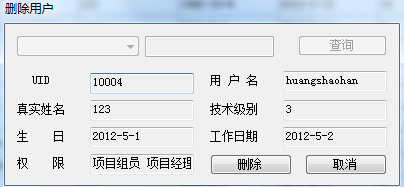 删除用户
查询
UID 10004 用 户 名 huangshaohan
真实姓名 123 技术级别 3
生 日 2012-5-1 工作日期 2012-5-2
权 限 项目组员 项目经理 删除 取消